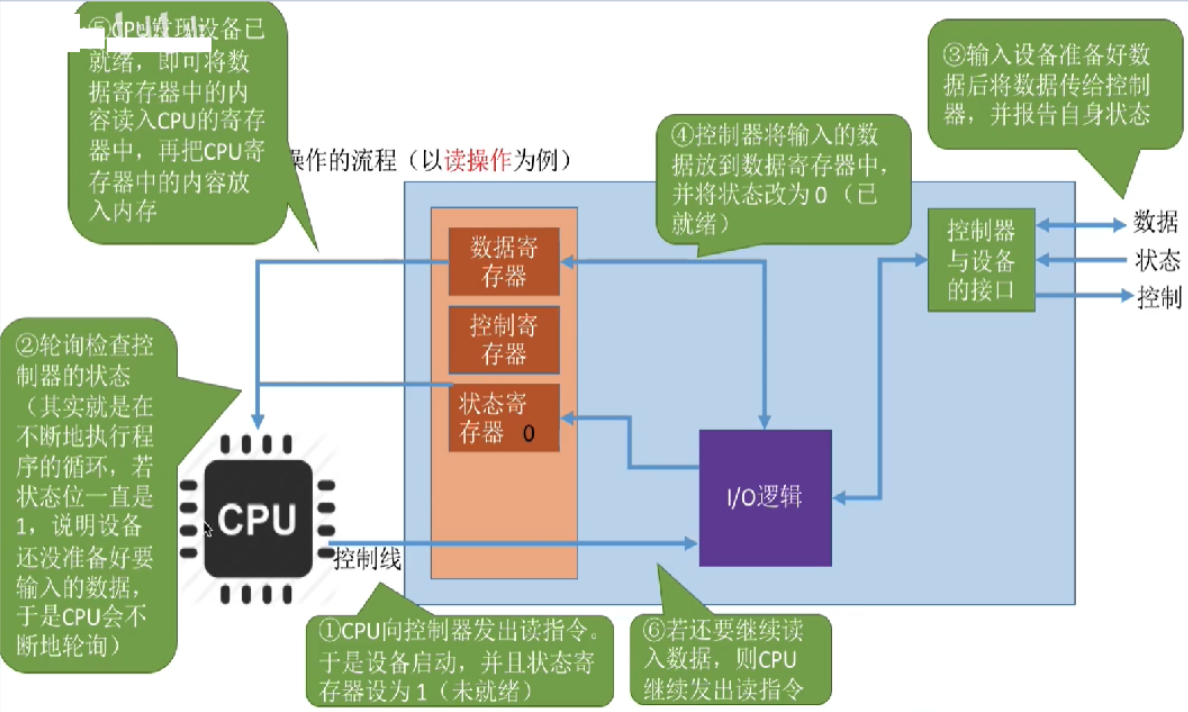 ⑤CPU发现设备已
就绪，即可将数
据寄存器中的内
容读入CPU的寄存
器中，再把CPU寄
存器中的内容放
入内存
操作的流程（以读操作为例）
③输入设备准备好数
据后将数据传给控制
器，并报告自身状态
④控制器将输入的数
据放到数据寄存器中，
并将状态改为 0 （已
就绪）
数据寄
存器
控制寄
存器
状态寄
存器 0
控制器
与设备
的接口
数据
状态
控制
②轮询检查控
制器的状态
（其实就是在
不断地执行程
序的循环，若
状态位一直是
1，说明设备
还没准备好要
输入的数据，
于是CPU会不
断地轮询）
CPU
I/O逻辑
控制线
①CPU向控制器发出读指令。
于是设备启动，并且状态寄
存器设为 1（未就绪）
⑥若还要继续读
入数据，则CPU
继续发出读指令